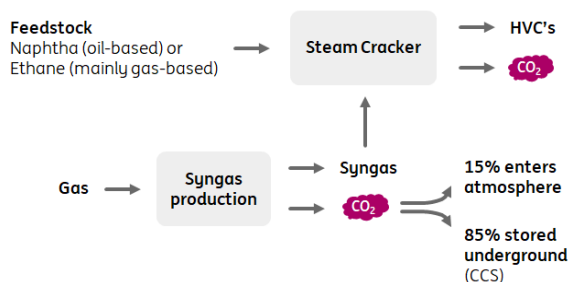 Feedstock
Naphtha (oil-based) or
Ethane (mainly gas-based)
Steam Cracker
HVC's
CO2
Gas
Syngas
production
Syngas
CO2
15% enters
atmosphere
85% stored
underground
(CCS)